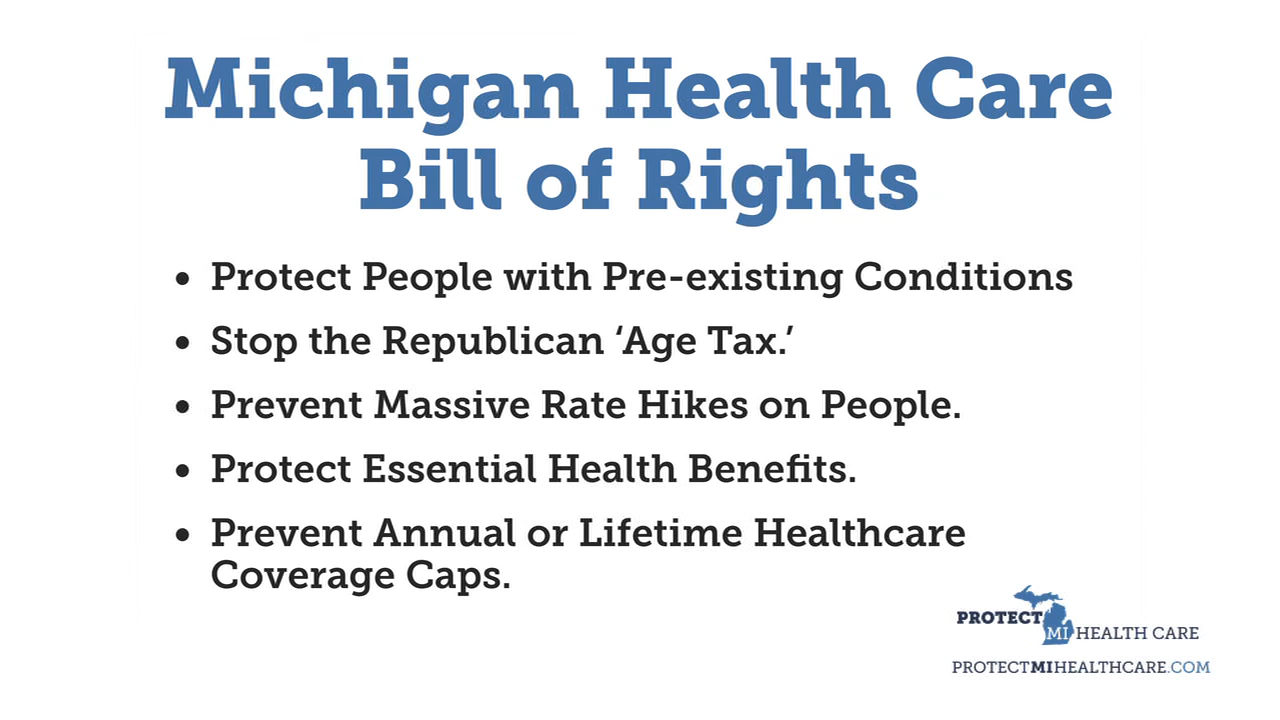 Michigan Health Care
Bill of Rights
• Protect People with Pre-existing Conditions
• Stop the Republican ‘Age Tax.’
• Prevent Massive Rate Hikes on People.
• Protect Essential Health Benefits.
• Prevent Annual or Lifetime Healthcare
Coverage Caps.
PROTECT MI HEALTH CARE
PROTECTMIHEALTHCARE.COM